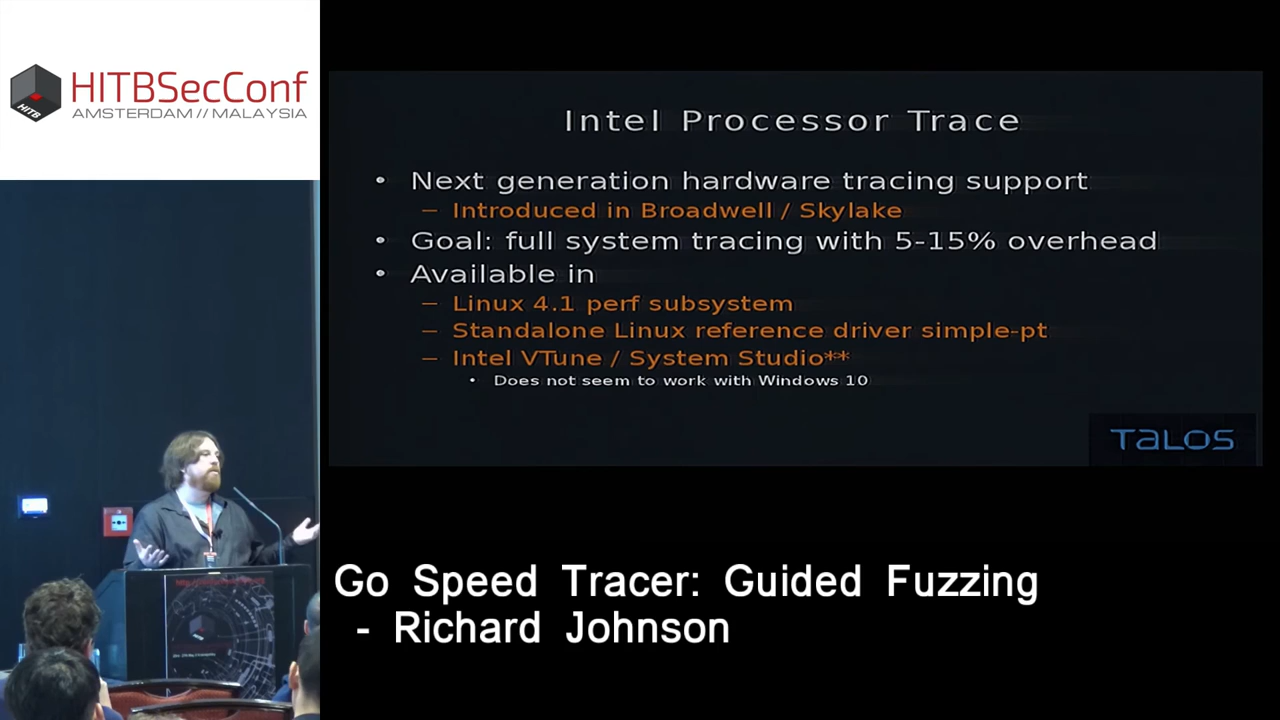 HITBSecConf
AMSTERDAM // MALAYSIA
HITB
Intel Processor Trace
• Next generation hardware tracing support
– Introduced in Broadwell / Skylake
• Goal: full system tracing with 5-15% overhead
• Available in
– Linux 4.1 perf subsystem
– Standalone Linux reference driver simple-pt
– Intel VTune / System Studio**
• Does not seem to work with Windows 10
TALOS
Go Speed Tracer: Guided Fuzzing
- Richard Johnson